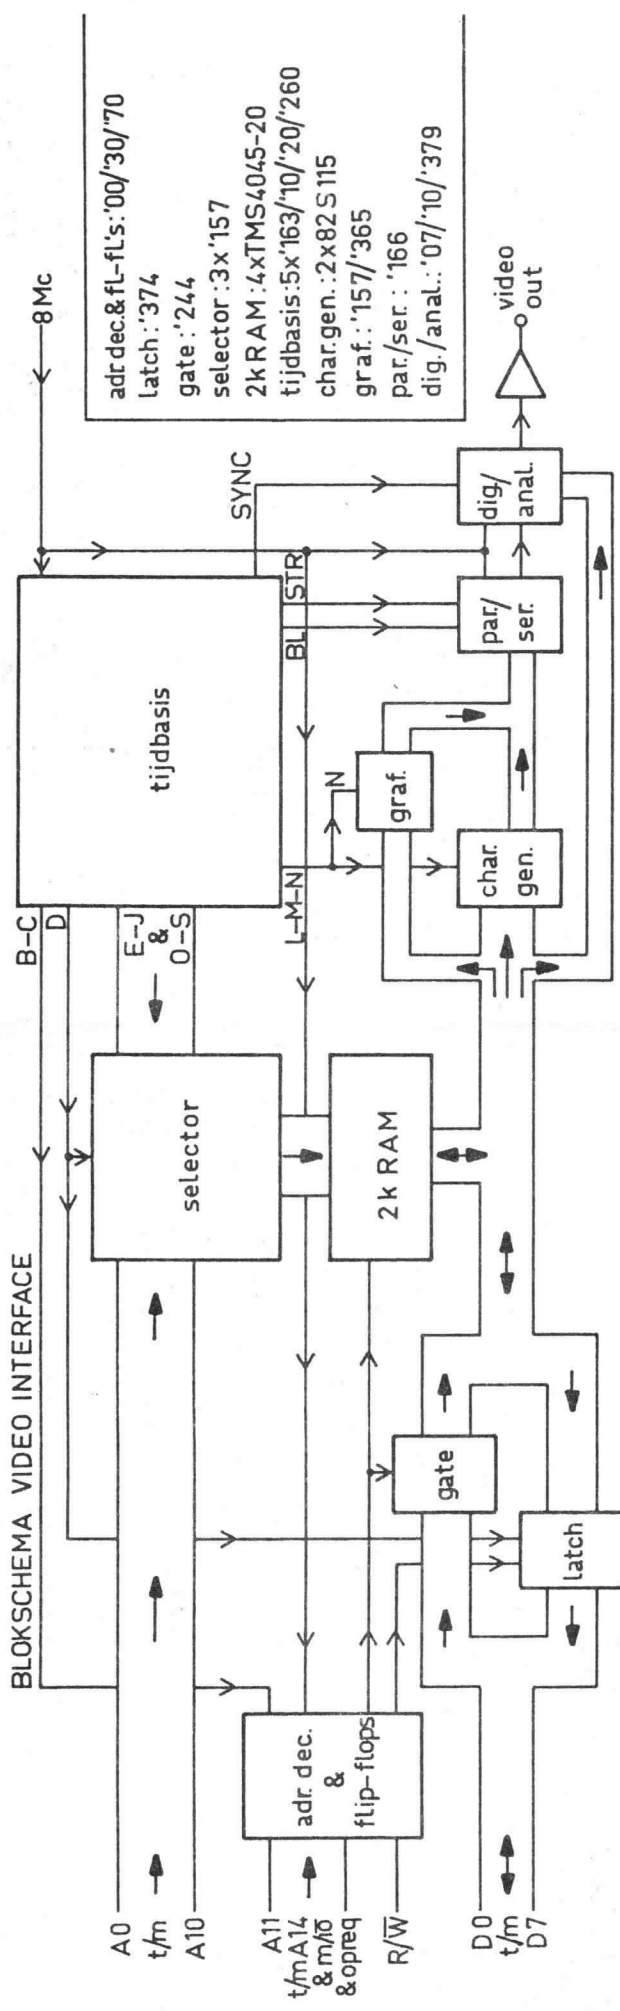 BLOKSCHEMA VIDEO INTERFACE
A0
t/m
A10
A11
t/mA14
& m/i̅o̅
& opreq
R/W̅
D0
t/m
D7
adr. dec.
&
flip-flops
gate
latch
selector
2k RAM
B-C
D
E-J
&
O-S
tijdbasis
L-M-N
N
BL
STR
SYNC
8Mc
graf.
char.
gen.
par./
ser.
dig./
anal.
video
out
adr dec.& fL-fL's:'00/'30/'70
latch:'374
gate:'244
selector:3x'157
2kRAM:4xTMS4045-20
tijdbasis:5x'163/'10/'20/'260
char.gen:2x82S115
graf.:'157/'365
par./ser.:'166
dig./anal.:'07/'10/'379